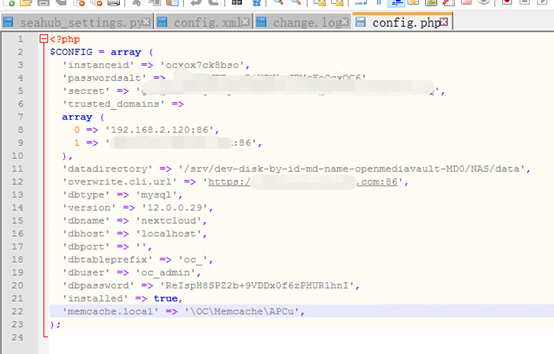 seahub_settings.py config.xml change.log config.php
1 <?php
2 $CONFIG = array (
3 'instanceid' => 'ocyox7ck8bso',
4 'passwordsalt' =>
5 'secret' =>
6 'trusted_domains' =>
7 array (
8 0 => '192.168.2.120:86',
9 1 => ' :86',
10 ),
11 'datadirectory' => '/srv/dev-disk-by-id-md-name-openmediavault-MD0/NAS/data',
12 'overwrite.cli.url' => 'https:/ .com:86',
13 'dbtype' => 'mysql',
14 'version' => '12.0.0.29',
15 'dbname' => 'nextcloud',
16 'dbhost' => 'localhost',
17 'dbport' => '',
18 'dbtableprefix' => 'oc_',
19 'dbuser' => 'oc_admin',
20 'dbpassword' => 'ReIspH8SPZ2b+9VDDx0f6zPHUR1hnI',
21 'installed' => true,
22 'memcache.local' => '\OC\Memcache\APCu',
23 );
24